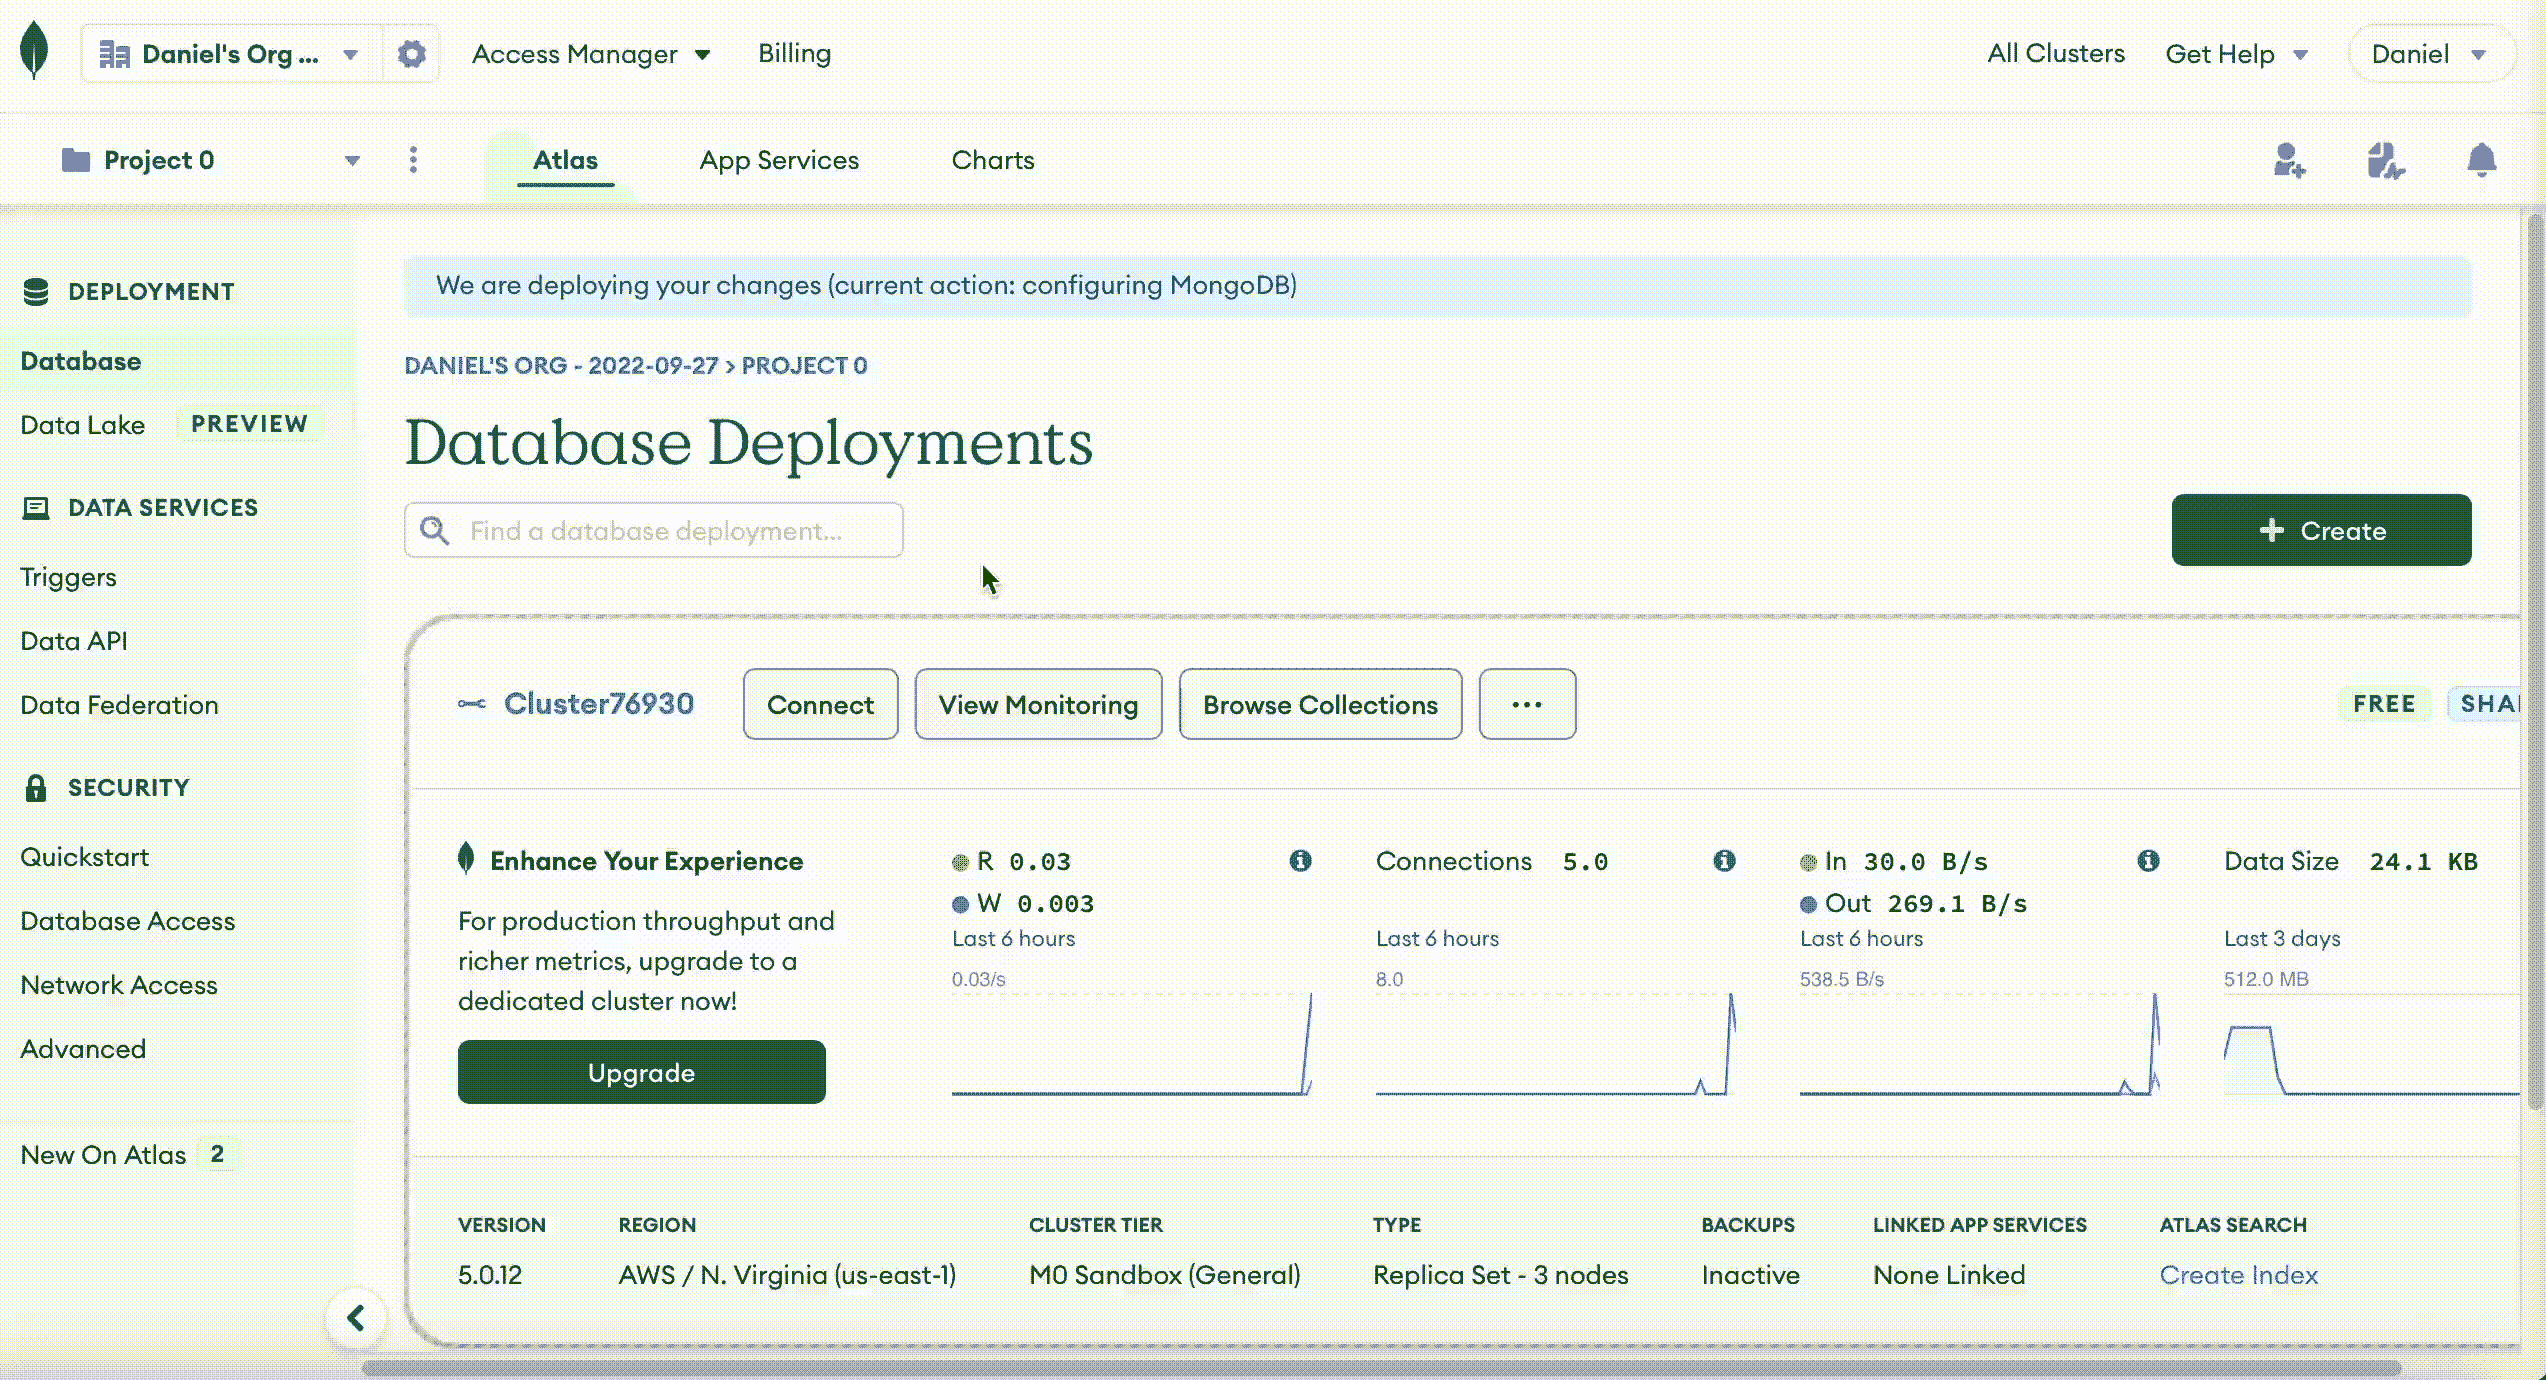 Daniel's Org ...
Access Manager
Billing
All Clusters
Get Help
Daniel
Project 0
Atlas
App Services
Charts
DEPLOYMENT
Database
Data Lake PREVIEW
DATA SERVICES
Triggers
Data API
Data Federation
SECURITY
Quickstart
Database Access
Network Access
Advanced
New On Atlas 2
We are deploying your changes (current action: configuring MongoDB)
DANIEL'S ORG - 2022-09-27 > PROJECT 0
Database Deployments
Find a database deployment...
+ Create
Cluster76930
Connect
View Monitoring
Browse Collections
...
FREE
Enhance Your Experience
For production throughput and
richer metrics, upgrade to a
dedicated cluster now!
Upgrade
R 0.03
W 0.003
Last 6 hours
0.03/s
Connections 5.0
Last 6 hours
8.0
In 30.0 B/s
Out 269.1 B/s
Last 6 hours
538.5 B/s
Data Size 24.1 KB
Last 3 days
512.0 MB
VERSION
5.0.12
REGION
AWS / N. Virginia (us-east-1)
CLUSTER TIER
M0 Sandbox (General)
TYPE
Replica Set - 3 nodes
BACKUPS
Inactive
LINKED APP SERVICES
None Linked
ATLAS SEARCH
Create Index